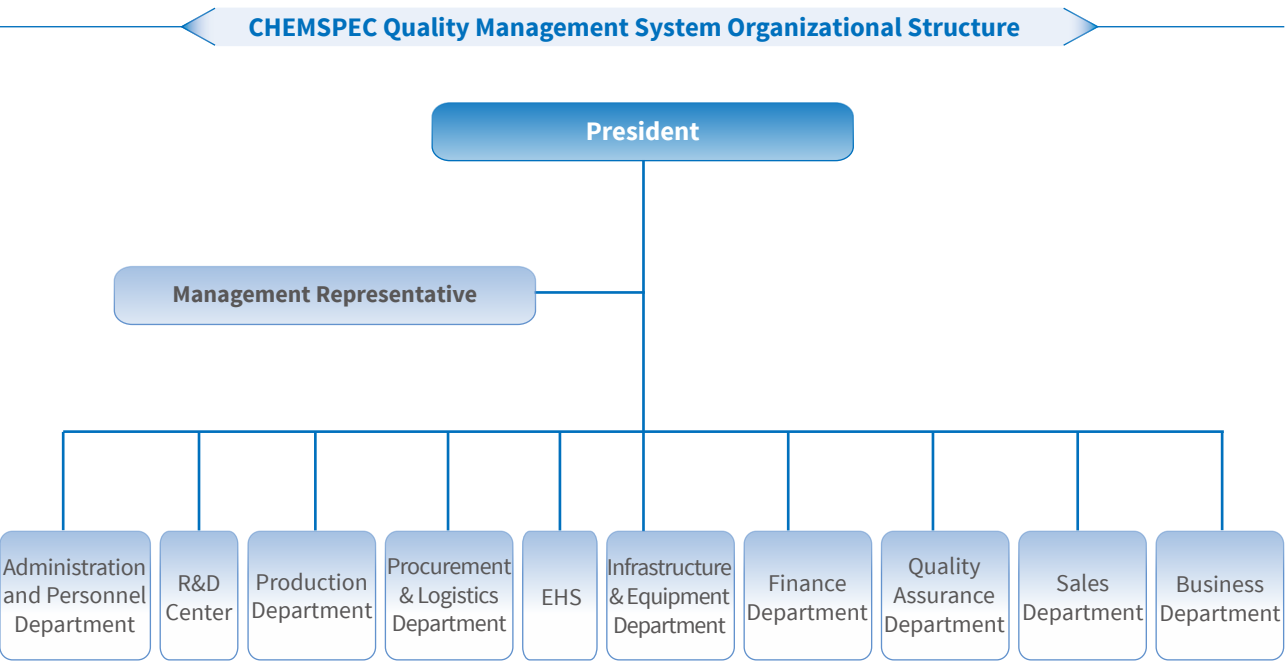 CHEMSPEC Quality Management System Organizational Structure
President
Management Representative
Administration
and Personnel
Department
R&D
Center
Production
Department
Procurement
& Logistics
Department
EHS
Infrastructure
& Equipment
Department
Finance
Department
Quality
Assurance
Department
Sales
Department
Business
Department